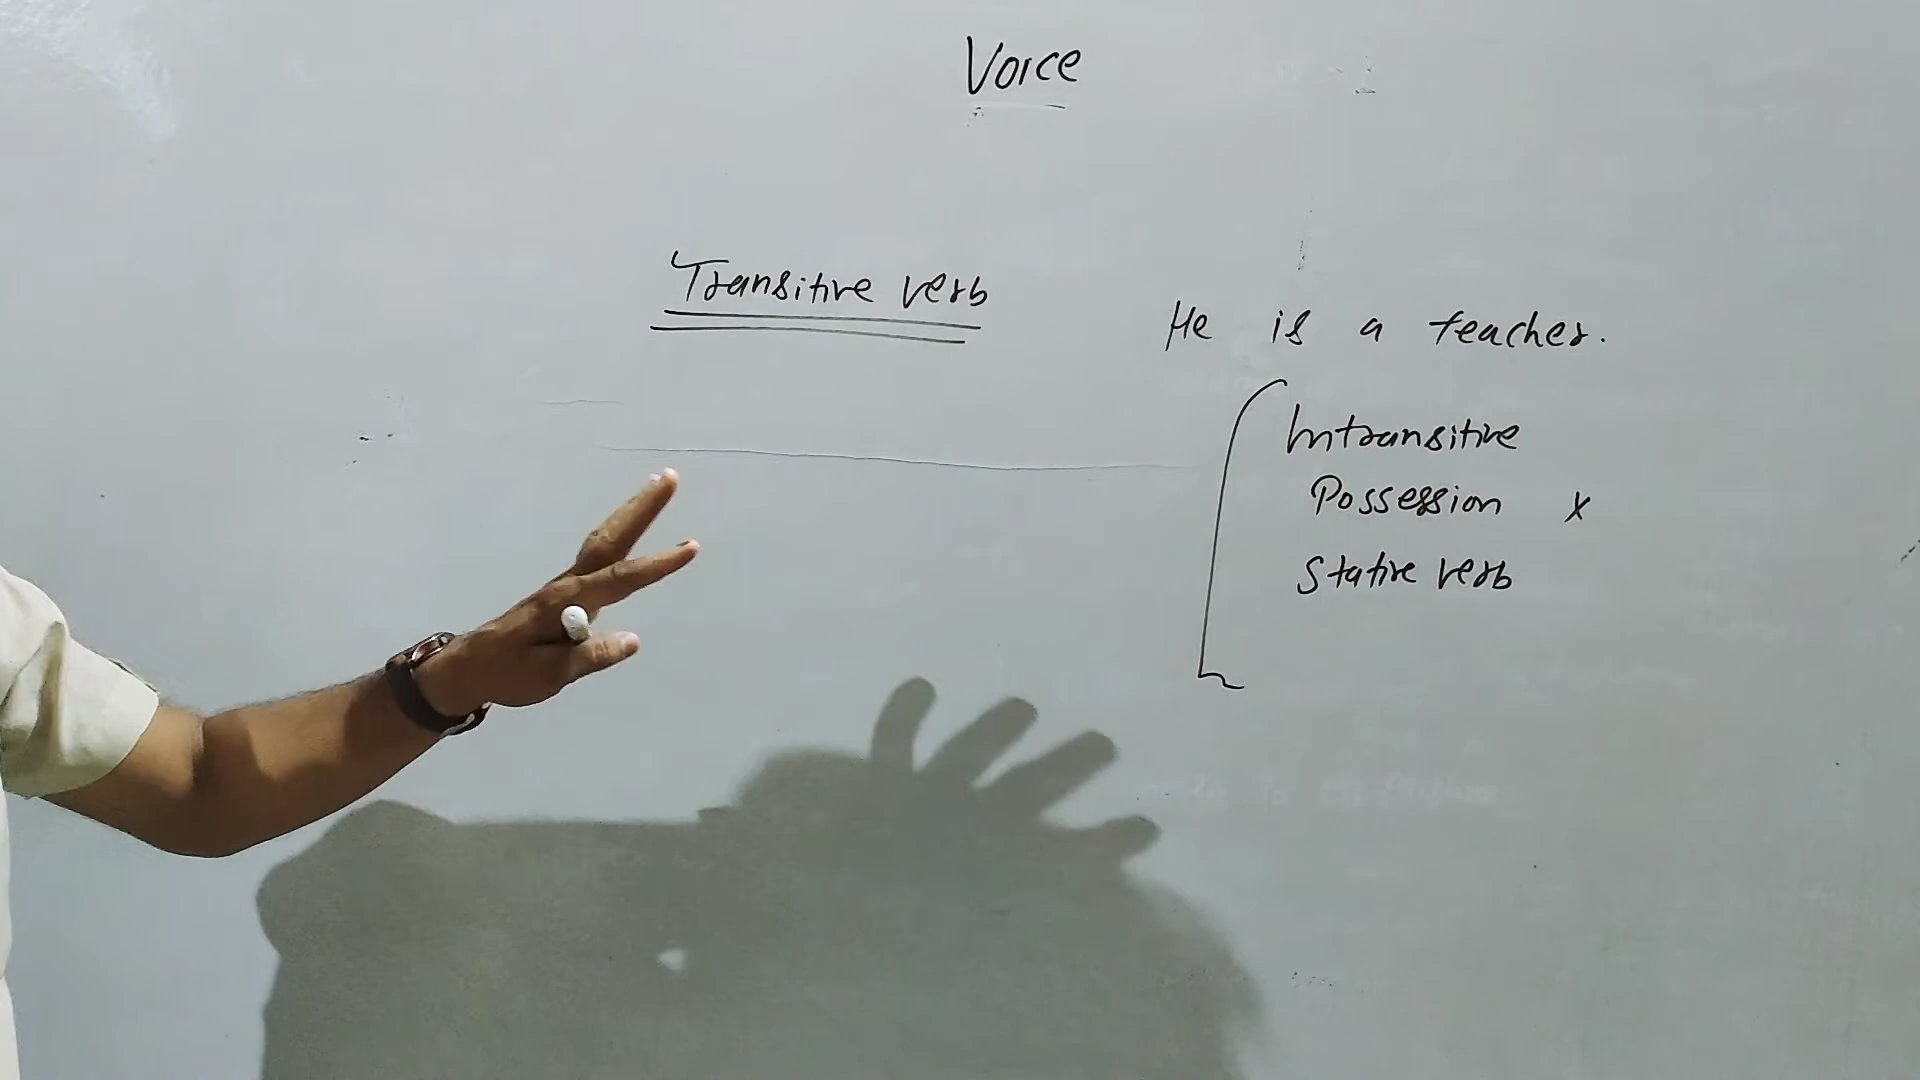 Voice
Transitive verb
He is a teacher.
Intransitive
Possession x
Stative verb